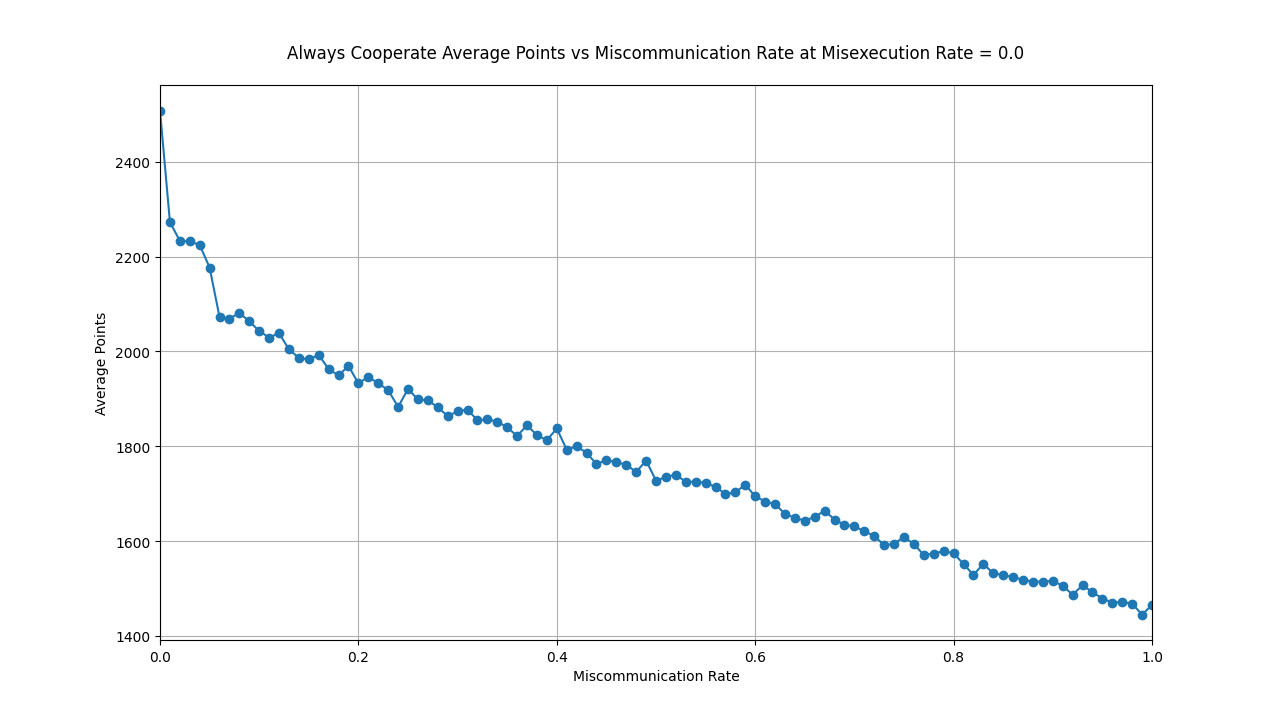 Always Cooperate Average Points vs Miscommunication Rate at Misexecution Rate = 0.0
2400
2200
2000
1800
1600
1400
Average Points
0.0 0.2 0.4 0.6 0.8 1.0
Miscommunication Rate